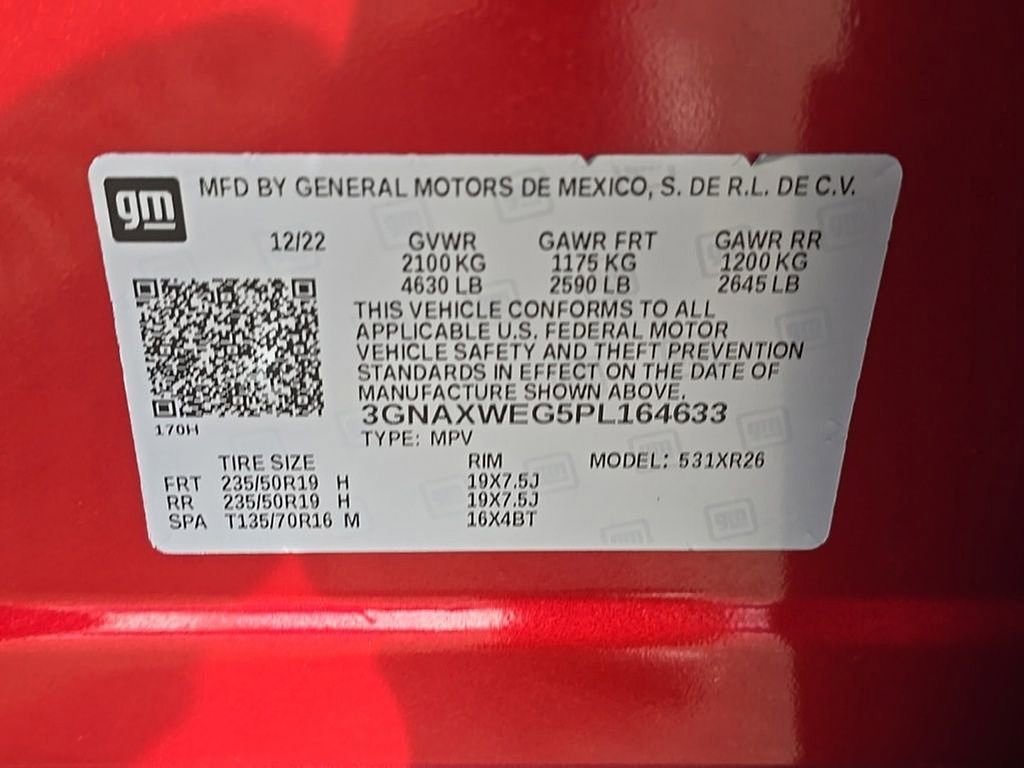 gm
MFD BY GENERAL MOTORS DE MEXICO, S. DE R.L. DE C.V.
12/22 GVWR GAWR FRT GAWR RR
2100 KG 1175 KG 1200 KG
4630 LB 2590 LB 2645 LB
THIS VEHICLE CONFORMS TO ALL
APPLICABLE U.S. FEDERAL MOTOR
VEHICLE SAFETY AND THEFT PREVENTION
STANDARDS IN EFFECT ON THE DATE OF
MANUFACTURE SHOWN ABOVE.
3GNAXWEG5PL164633
170H
TYPE: MPV
TIRE SIZE RIM MODEL: 531XR26
FRT 235/50R19 H 19X7.5J
RR 235/50R19 H 19X7.5J
SPA T135/70R16 M 16X4BT